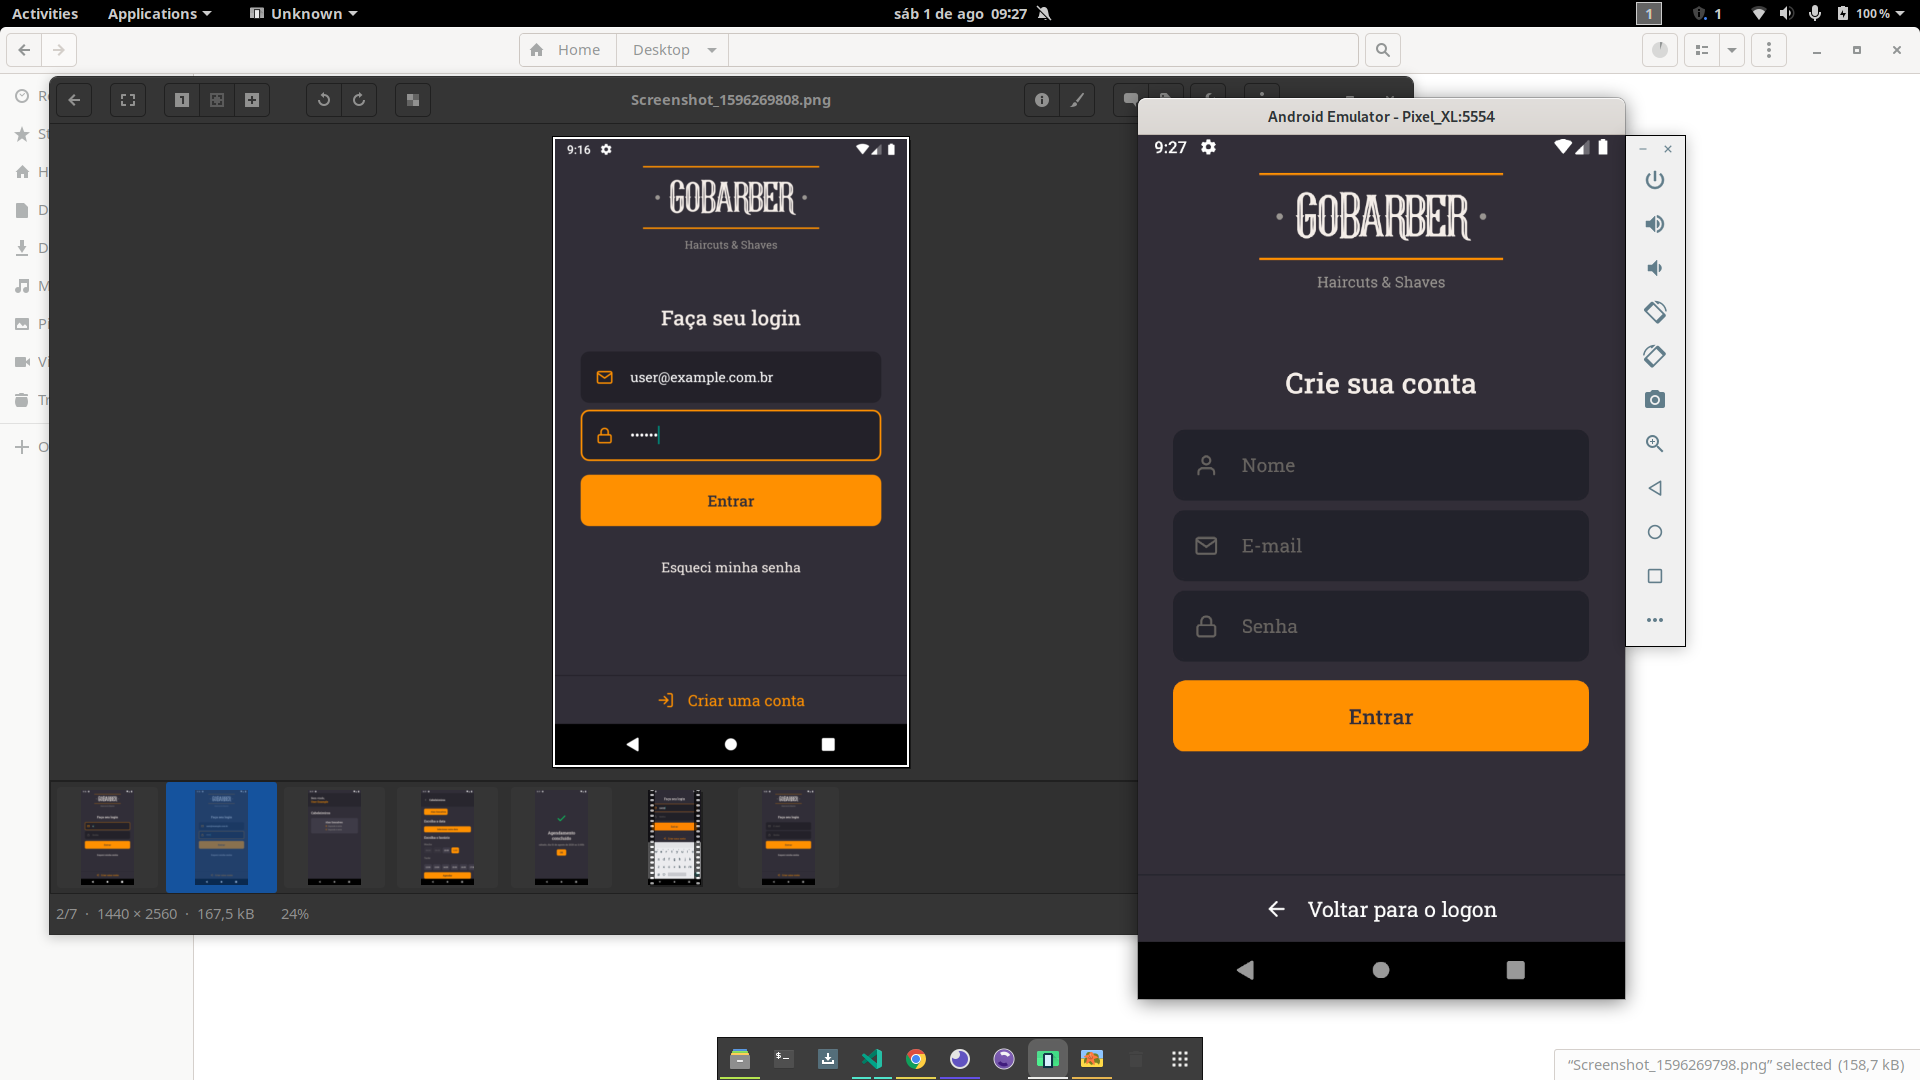 Activities
Applications
Unknown
sáb 1 de ago 09:27
1
1
100 %
Home
Desktop
Screenshot_1596269808.png
9:16
GOBARBER
Haircuts & Shaves
Faça seu login
user@example.com.br
••••••
Entrar
Esqueci minha senha
Criar uma conta
2/7 · 1440 × 2560 · 167,5 kB 24%
Android Emulator - Pixel_XL:5554
9:27
GOBARBER
Haircuts & Shaves
Crie sua conta
Nome
E-mail
Senha
Entrar
Voltar para o logon
“Screenshot_1596269798.png” selected (158,7 kB)